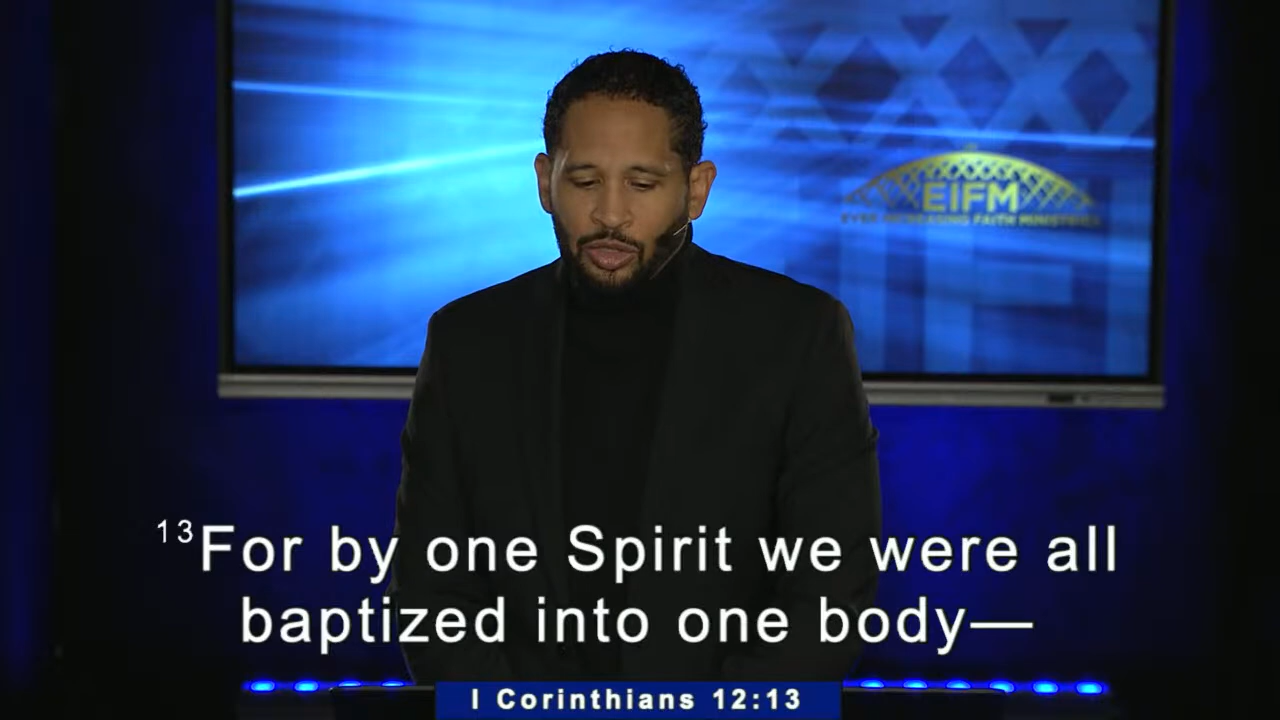 EIFM
EVER INCREASING FAITH MINISTRIES
¹³For by one Spirit we were all
baptized into one body—
I Corinthians 12:13